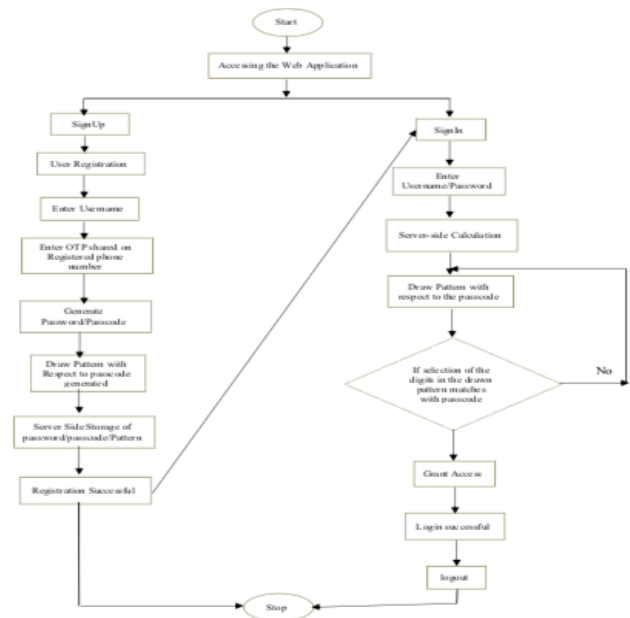 Start
Accessing the Web Application
SignUp
User Registration
Enter Username
Enter OTP shared on
Registered phone
number
Generate
Password/Passcode
Draw Pattern with
Respect to passcode
generated
Server Side Storage of
password/passcode/Pattern
Registration Successful
SignIn
Enter
Username/Password
Server-side Calculation
Draw Pattern with
respect to the passcode
If selection of the
digits in the drawn
pattern matches
with passcode
No
Grant Access
Login successful
logout
Stop